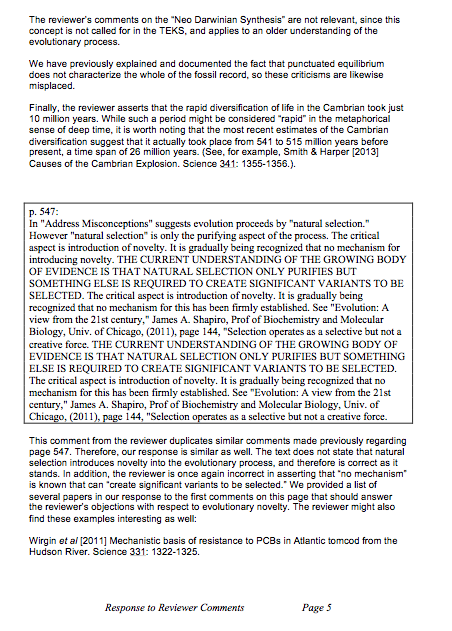 The reviewer's comments on the "Neo Darwinian Synthesis" are not relevant, since this
concept is not called for in the TEKS, and applies to an older understanding of the
evolutionary process.
We have previously explained and documented the fact that punctuated equilibrium
does not characterize the whole of the fossil record, so these criticisms are likewise
misplaced.
Finally, the reviewer asserts that the rapid diversification of life in the Cambrian took just
10 million years. While such a period might be considered "rapid" in the metaphorical
sense of deep time, it is worth noting that the most recent estimates of the Cambrian
diversification suggest that it actually took place from 541 to 515 million years before
present, a time span of 26 million years. (See, for example, Smith & Harper [2013]
Causes of the Cambrian Explosion. Science 341: 1355-1356.).
p. 547:
In "Address Misconceptions" suggests evolution proceeds by "natural selection."
However "natural selection" is only the purifying aspect of the process. The critical
aspect is introduction of novelty. It is gradually being recognized that no mechanism for
introducing novelty. THE CURRENT UNDERSTANDING OF THE GROWING BODY
OF EVIDENCE IS THAT NATURAL SELECTION ONLY PURIFIES BUT
SOMETHING ELSE IS REQUIRED TO CREATE SIGNIFICANT VARIANTS TO BE
SELECTED. The critical aspect is introduction of novelty. It is gradually being
recognized that no mechanism for this has been firmly established. See "Evolution: A
view from the 21st century," James A. Shapiro, Prof of Biochemistry and Molecular
Biology, Univ. of Chicago, (2011), page 144, "Selection operates as a selective but not a
creative force. THE CURRENT UNDERSTANDING OF THE GROWING BODY OF
EVIDENCE IS THAT NATURAL SELECTION ONLY PURIFIES BUT SOMETHING
ELSE IS REQUIRED TO CREATE SIGNIFICANT VARIANTS TO BE SELECTED.
The critical aspect is introduction of novelty. It is gradually being recognized that no
mechanism for this has been firmly established. See "Evolution: A view from the 21st
century," James A. Shapiro, Prof of Biochemistry and Molecular Biology, Univ. of
Chicago, (2011), page 144, "Selection operates as a selective but not a creative force.
This comment from the reviewer duplicates similar comments made previously regarding
page 547. Therefore, our response is similar as well. The text does not state that natural
selection introduces novelty into the evolutionary process, and therefore is correct as it
stands. In addition, the reviewer is once again incorrect in asserting that "no mechanism"
is known that can "create significant variants to be selected." We provided a list of
several papers in our response to the first comments on this page that should answer
the reviewer's objections with respect to evolutionary novelty. The reviewer might also
find these examples interesting as well:
Wirgin et al [2011] Mechanistic basis of resistance to PCBs in Atlantic tomcod from the
Hudson River. Science 331: 1322-1325.
Response to Reviewer Comments Page 5